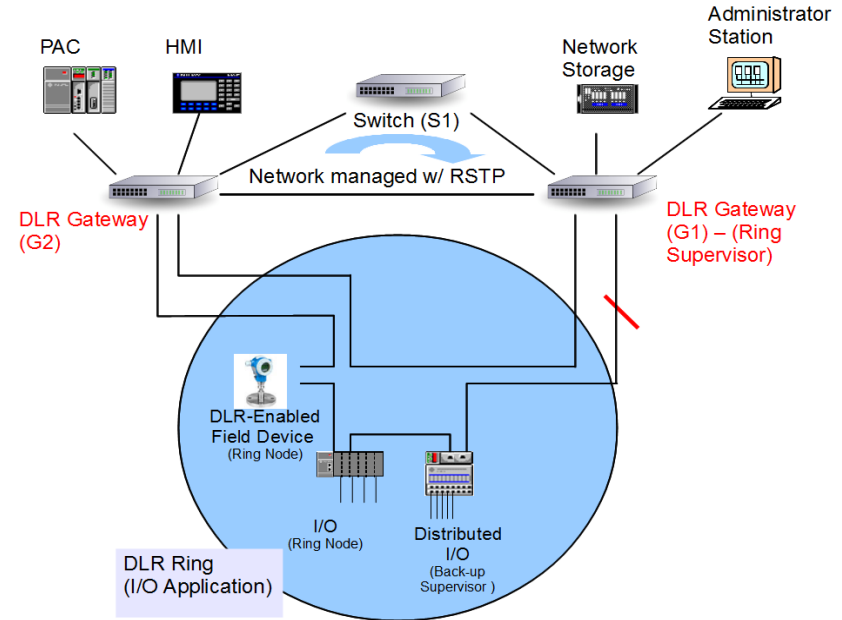 Administrator
Station
PAC
HMI
Network
Storage
Switch (S1)
Network managed w/ RSTP
DLR Gateway
(G2)
DLR Gateway
(G1) – (Ring
Supervisor)
DLR-Enabled
Field Device
(Ring Node)
I/O
(Ring Node)
Distributed
I/O
(Back-up
Supervisor )
DLR Ring
(I/O Application)